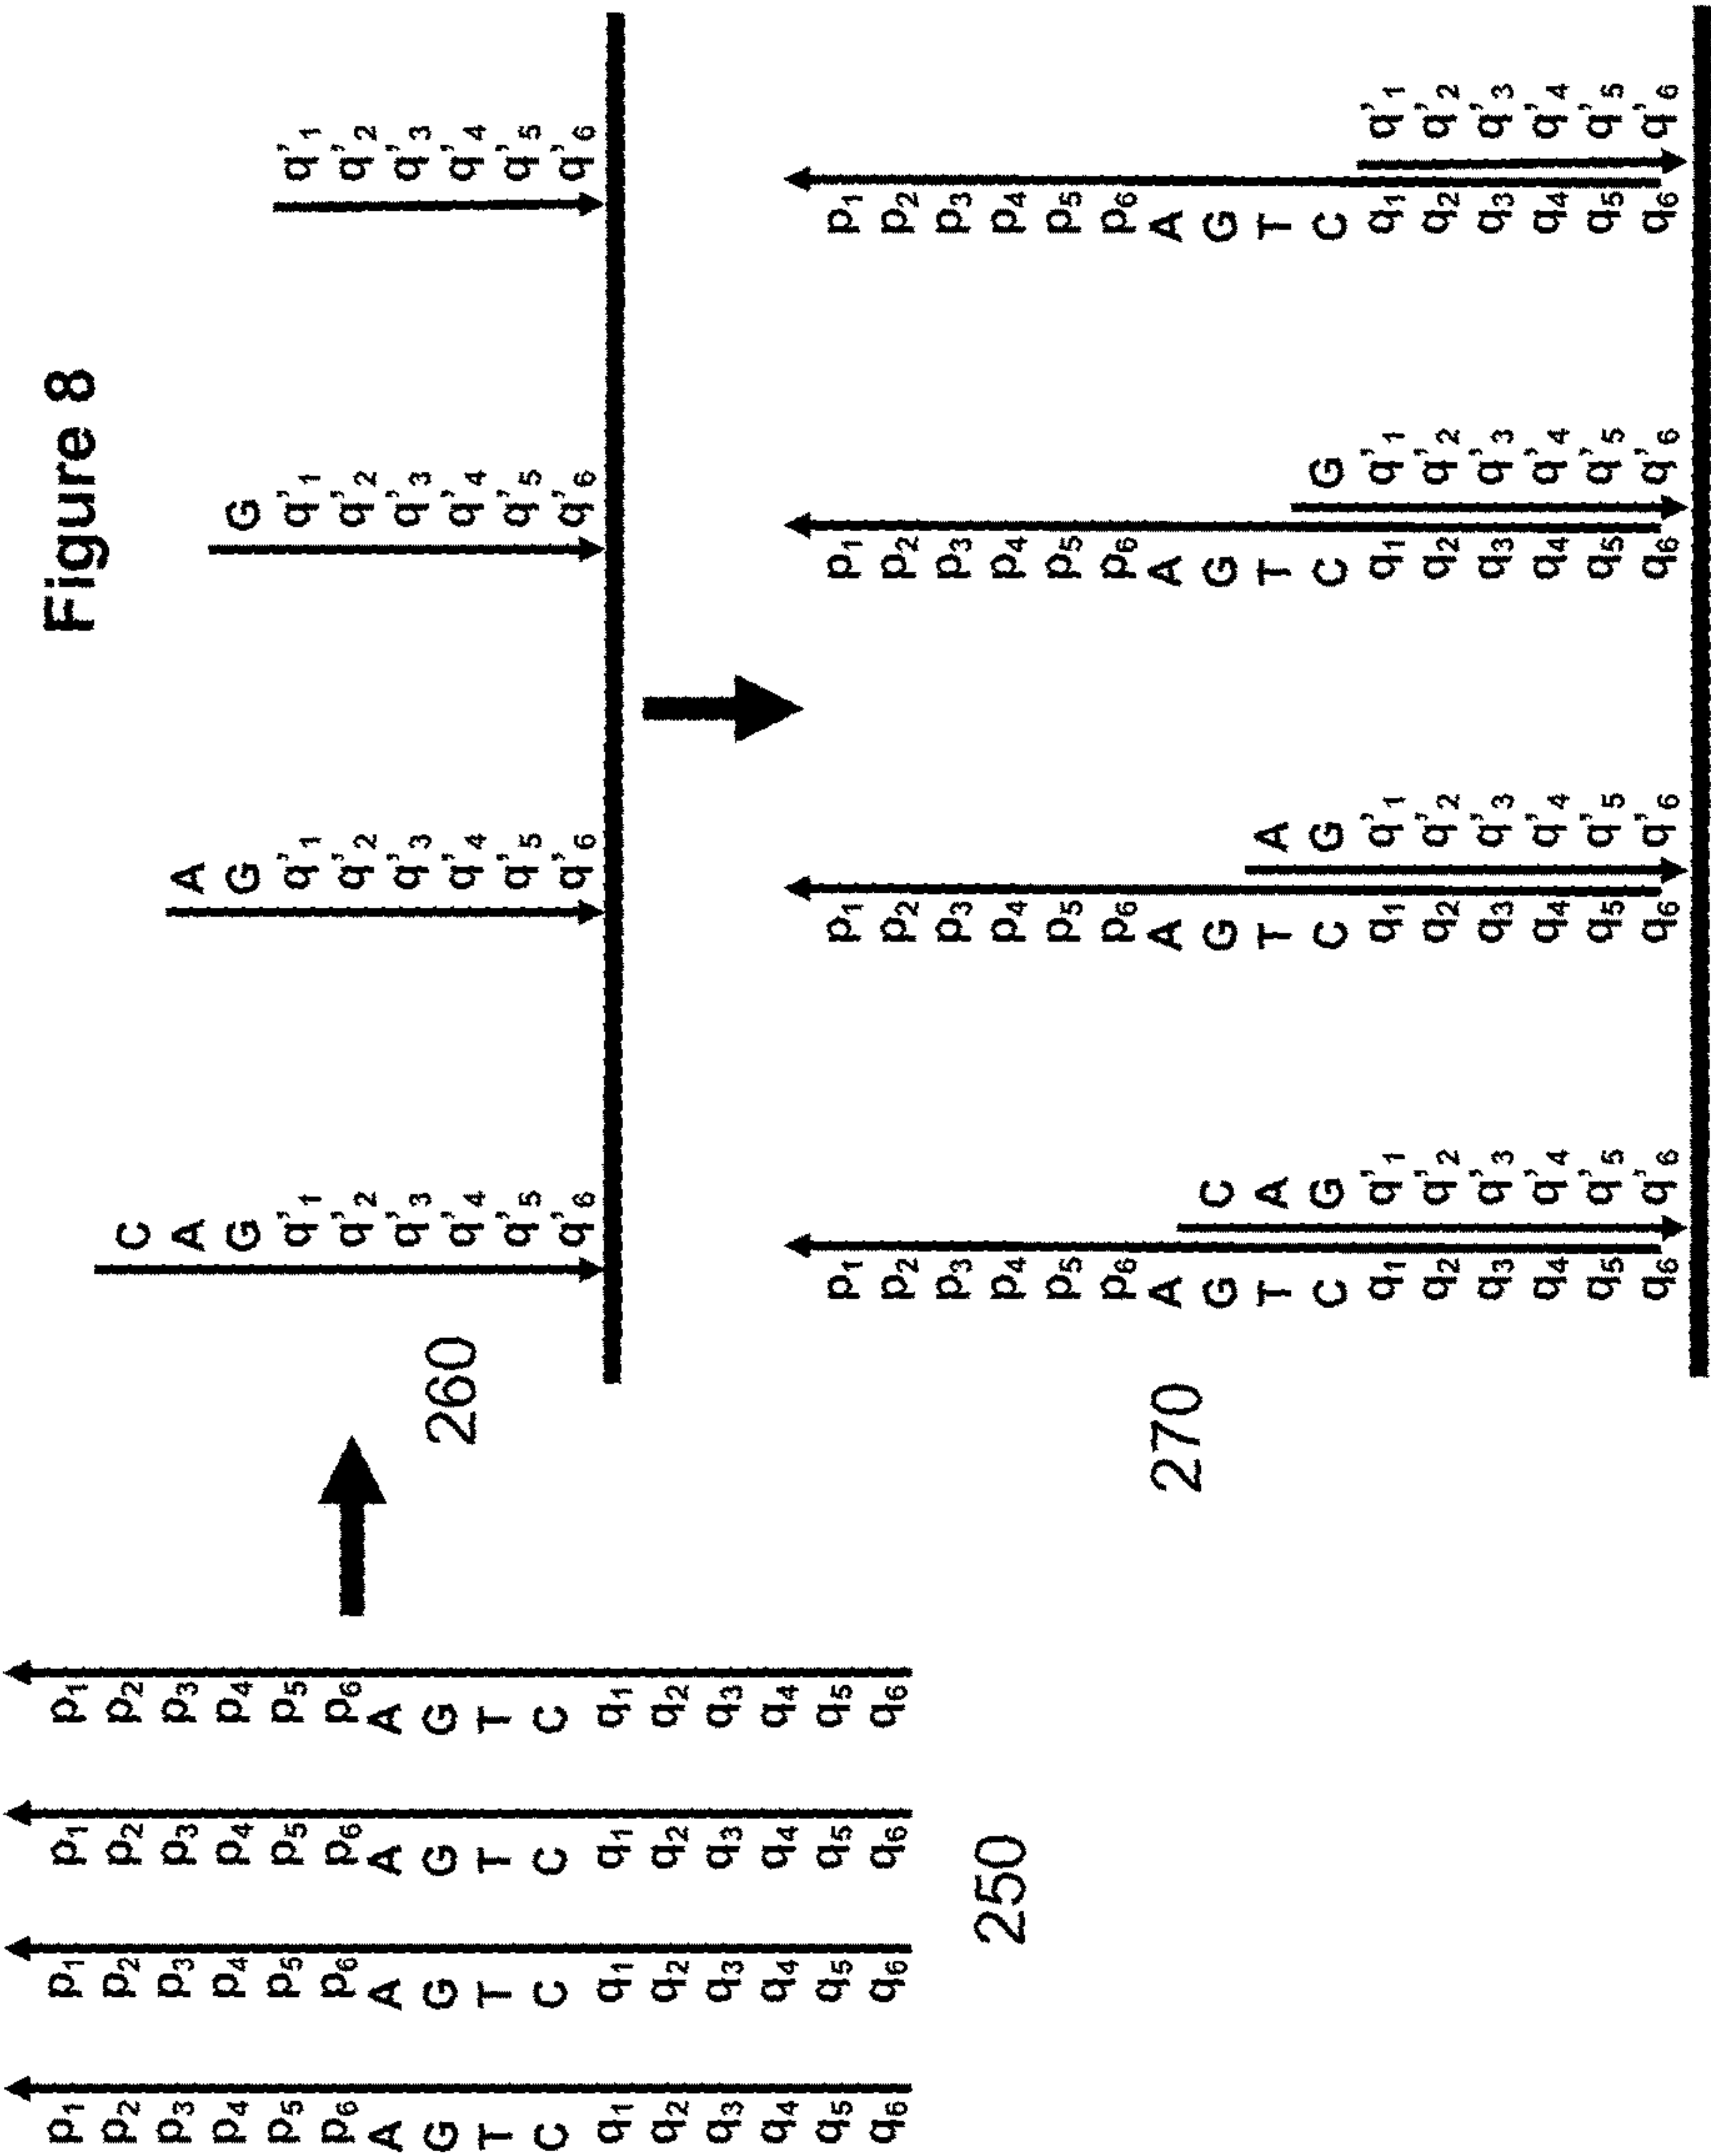 Figure 8
p₁ p₁ p₁ p₁
p₂ p₂ p₂ p₂
p₃ p₃ p₃ p₃
p₄ p₄ p₄ p₄
p₅ p₅ p₅ p₅
p₆ p₆ p₆ p₆
A A A A
G G G G
T T T T
C C C C
q₁ q₁ q₁ q₁
q₂ q₂ q₂ q₂
q₃ q₃ q₃ q₃
q₄ q₄ q₄ q₄
q₅ q₅ q₅ q₅
q₆ q₆ q₆ q₆
250
C
A A
G G G
q'₁ q'₁ q'₁ q'₁
q'₂ q'₂ q'₂ q'₂
q'₃ q'₃ q'₃ q'₃
q'₄ q'₄ q'₄ q'₄
q'₅ q'₅ q'₅ q'₅
q'₆ q'₆ q'₆ q'₆
260
p₁ p₁ p₁ p₁
p₂ p₂ p₂ p₂
p₃ p₃ p₃ p₃
p₄ p₄ p₄ p₄
p₅ p₅ p₅ p₅
p₆ p₆ p₆ p₆
A A A A
G C G G G
T A T A T T
C G C G C G C
q₁ q'₁ q₁ q'₁ q₁ q'₁ q₁ q'₁
q₂ q'₂ q₂ q'₂ q₂ q'₂ q₂ q'₂
q₃ q'₃ q₃ q'₃ q₃ q'₃ q₃ q'₃
q₄ q'₄ q₄ q'₄ q₄ q'₄ q₄ q'₄
q₅ q'₅ q₅ q'₅ q₅ q'₅ q₅ q'₅
q₆ q'₆ q₆ q'₆ q₆ q'₆ q₆ q'₆
270